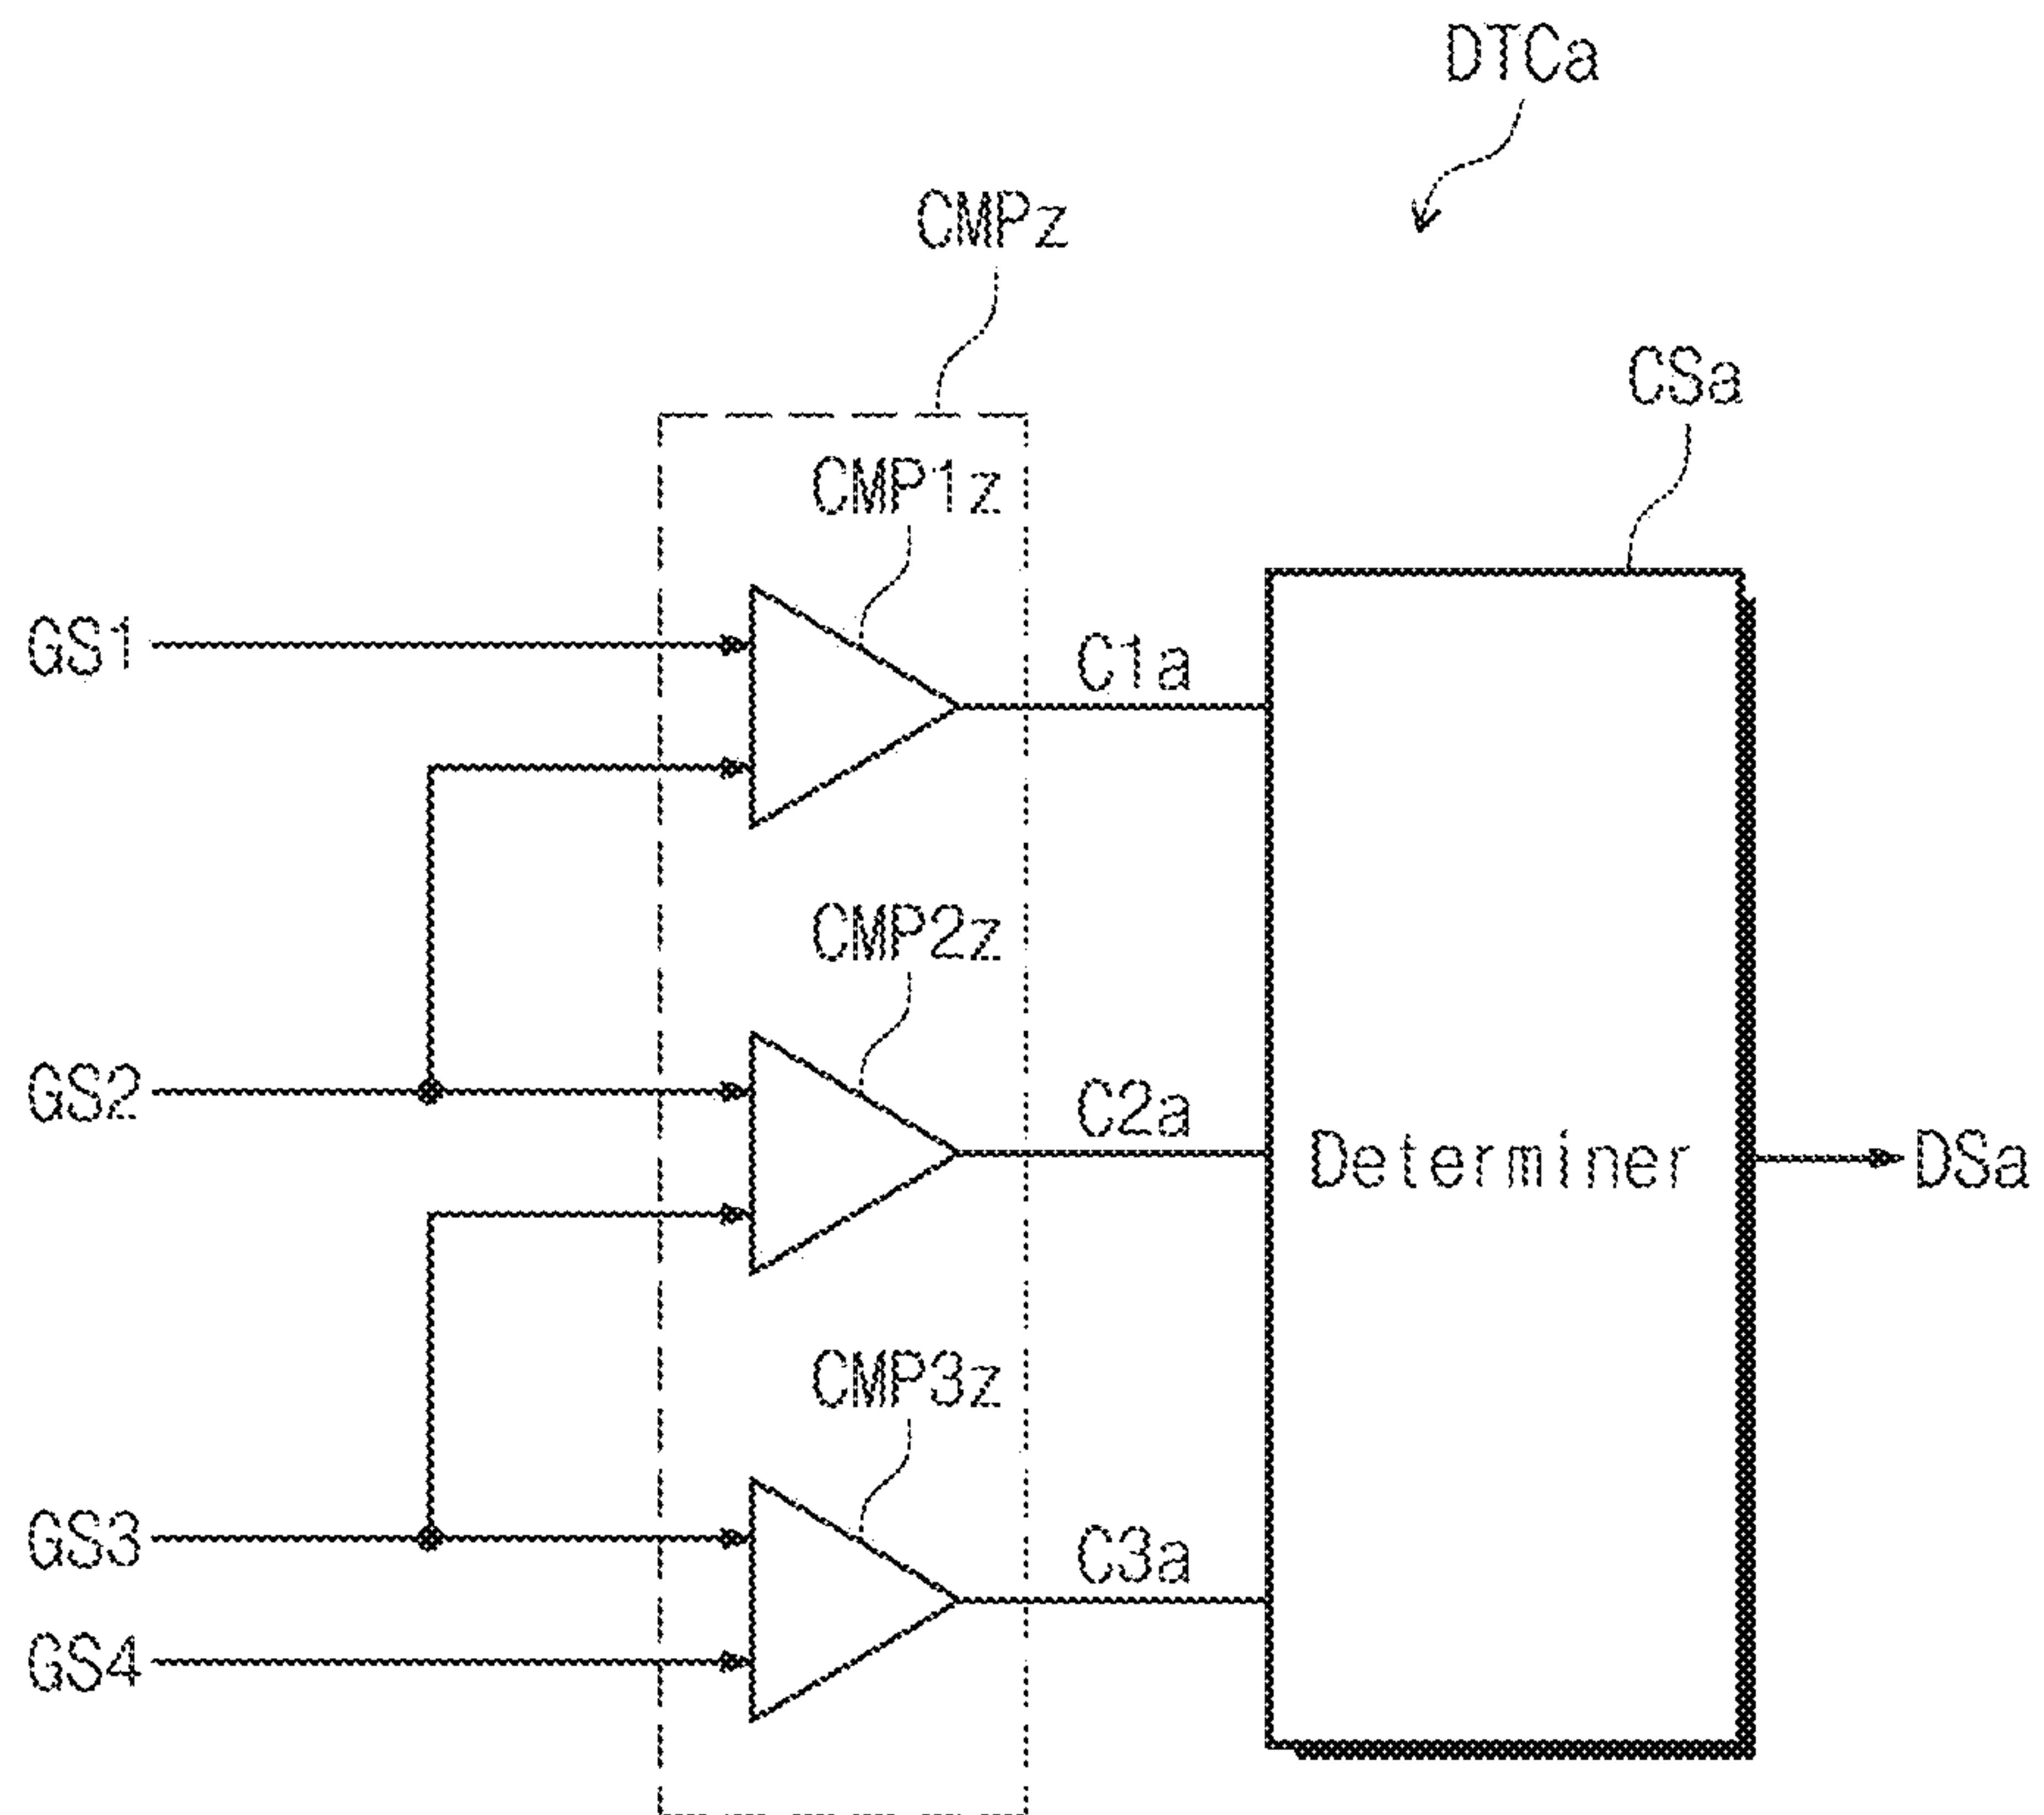 DTCa
CMPz
CSa
CMP1z
GS1
C1a
CMP2z
GS2
C2a
Determiner
DSa
CMP3z
GS3
C3a
GS4